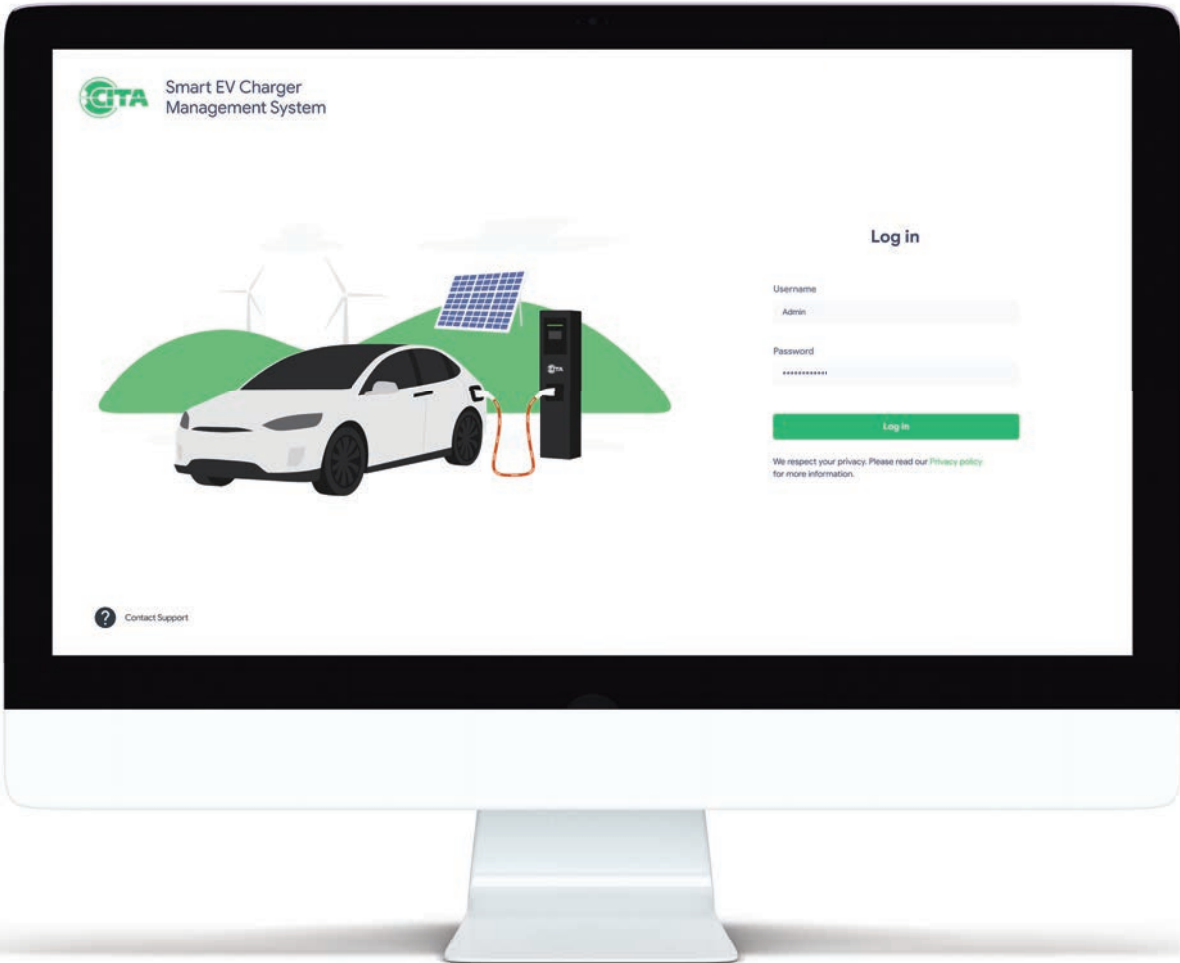 CITA
Smart EV Charger
Management System
Log in
Username
Admin
Password
••••••••••••
Log in
We respect your privacy. Please read our Privacy policy
for more information.
CITA
? Contact Support